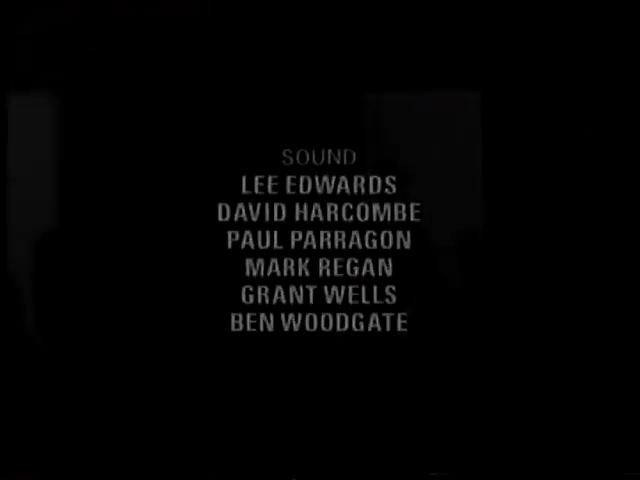 SOUND
LEE EDWARDS
DAVID HARCOMBE
PAUL PARRAGON
MARK REGAN
GRANT WELLS
BEN WOODGATE